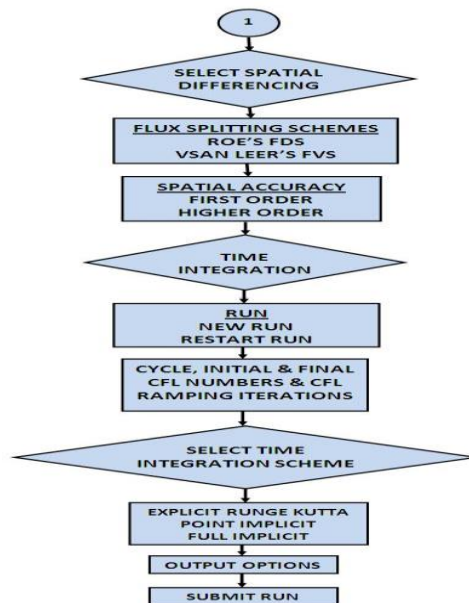 1
SELECT SPATIAL
DIFFERENCING
FLUX SPLITTING SCHEMES
ROE'S FDS
VSAN LEER'S FVS
SPATIAL ACCURACY
FIRST ORDER
HIGHER ORDER
TIME
INTEGRATION
RUN
NEW RUN
RESTART RUN
CYCLE, INITIAL & FINAL
CFL NUMBERS & CFL
RAMPING ITERATIONS
SELECT TIME
INTEGRATION SCHEME
EXPLICIT RUNGE KUTTA
POINT IMPLICIT
FULL IMPLICIT
OUTPUT OPTIONS
SUBMIT RUN